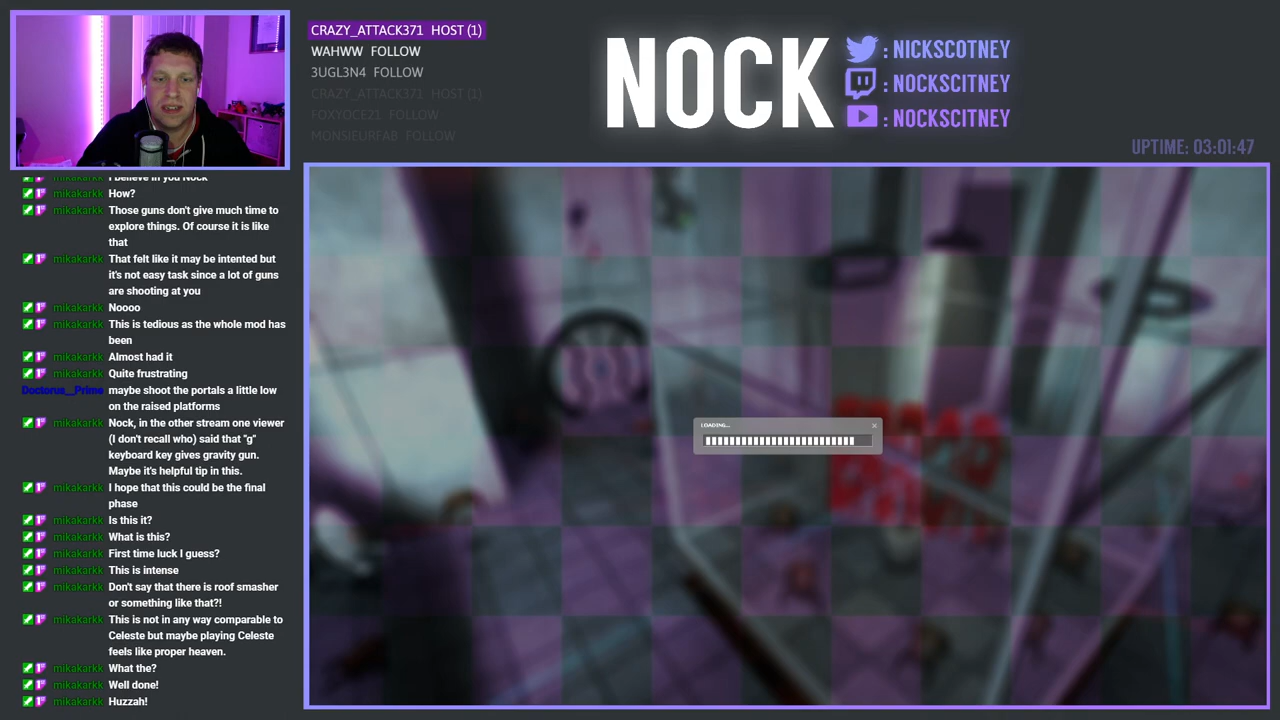 CRAZY_ATTACK371 HOST (1)
WAHWW FOLLOW
3UGL3N4 FOLLOW
CRAZY_ATTACK371 HOST (1)
FOXYOCE21 FOLLOW
MONSIEURFAB FOLLOW
NOCK
: NICKSCOTNEY
: NOCKSCITNEY
: NOCKSCITNEY
UPTIME: 03:01:47
mikakarkk I believe in you Nock
mikakarkk How?
mikakarkk Those guns don't give much time to
explore things. Of course it is like
that
mikakarkk That felt like it may be intented but
it's not easy task since a lot of guns
are shooting at you
mikakarkk Noooo
mikakarkk This is tedious as the whole mod has
been
mikakarkk Almost had it
mikakarkk Quite frustrating
Doctorus__Prime maybe shoot the portals a little low
on the raised platforms
mikakarkk Nock, in the other stream one viewer
(I don't recall who) said that "g"
keyboard key gives gravity gun.
Maybe it's helpful tip in this.
mikakarkk I hope that this could be the final
phase
mikakarkk Is this it?
mikakarkk What is this?
mikakarkk First time luck I guess?
mikakarkk This is intense
mikakarkk Don't say that there is roof smasher
or something like that?!
mikakarkk This is not in any way comparable to
Celeste but maybe playing Celeste
feels like proper heaven.
mikakarkk What the?
mikakarkk Well done!
mikakarkk Huzzah!
LOADING...